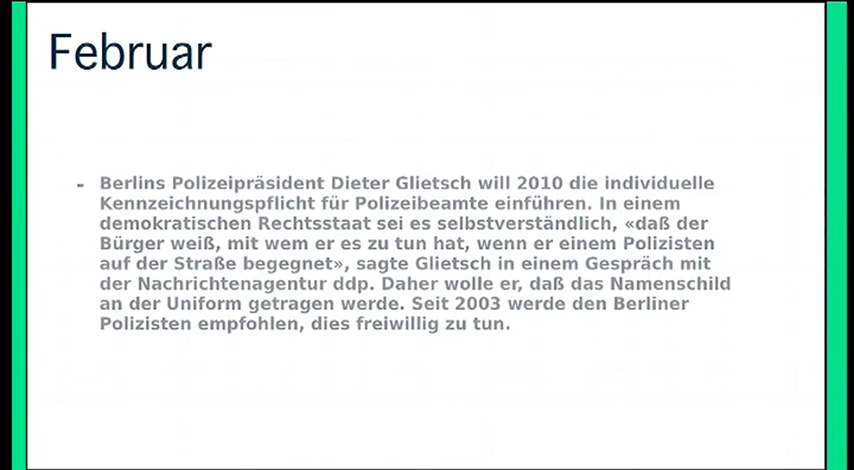 Februar
- Berlins Polizeipräsident Dieter Glietsch will 2010 die individuelle
Kennzeichnungspflicht für Polizeibeamte einführen. In einem
demokratischen Rechtsstaat sei es selbstverständlich, «daß der
Bürger weiß, mit wem er es zu tun hat, wenn er einem Polizisten
auf der Straße begegnet», sagte Glietsch in einem Gespräch mit
der Nachrichtenagentur ddp. Daher wolle er, daß das Namenschild
an der Uniform getragen werde. Seit 2003 werde den Berliner
Polizisten empfohlen, dies freiwillig zu tun.